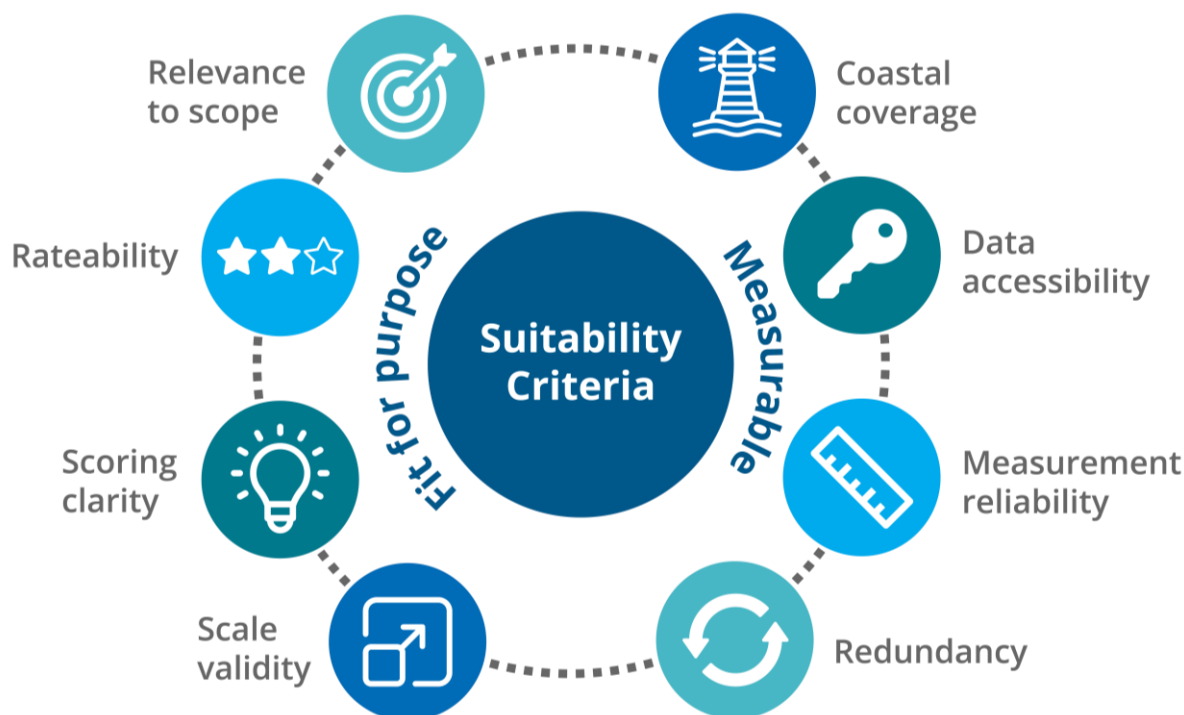 Relevance
to scope
Coastal
coverage
Rateability
Data
accessibility
Fit for purpose
Suitability
Criteria
Measurable
Scoring
clarity
Measurement
reliability
Scale
validity
Redundancy